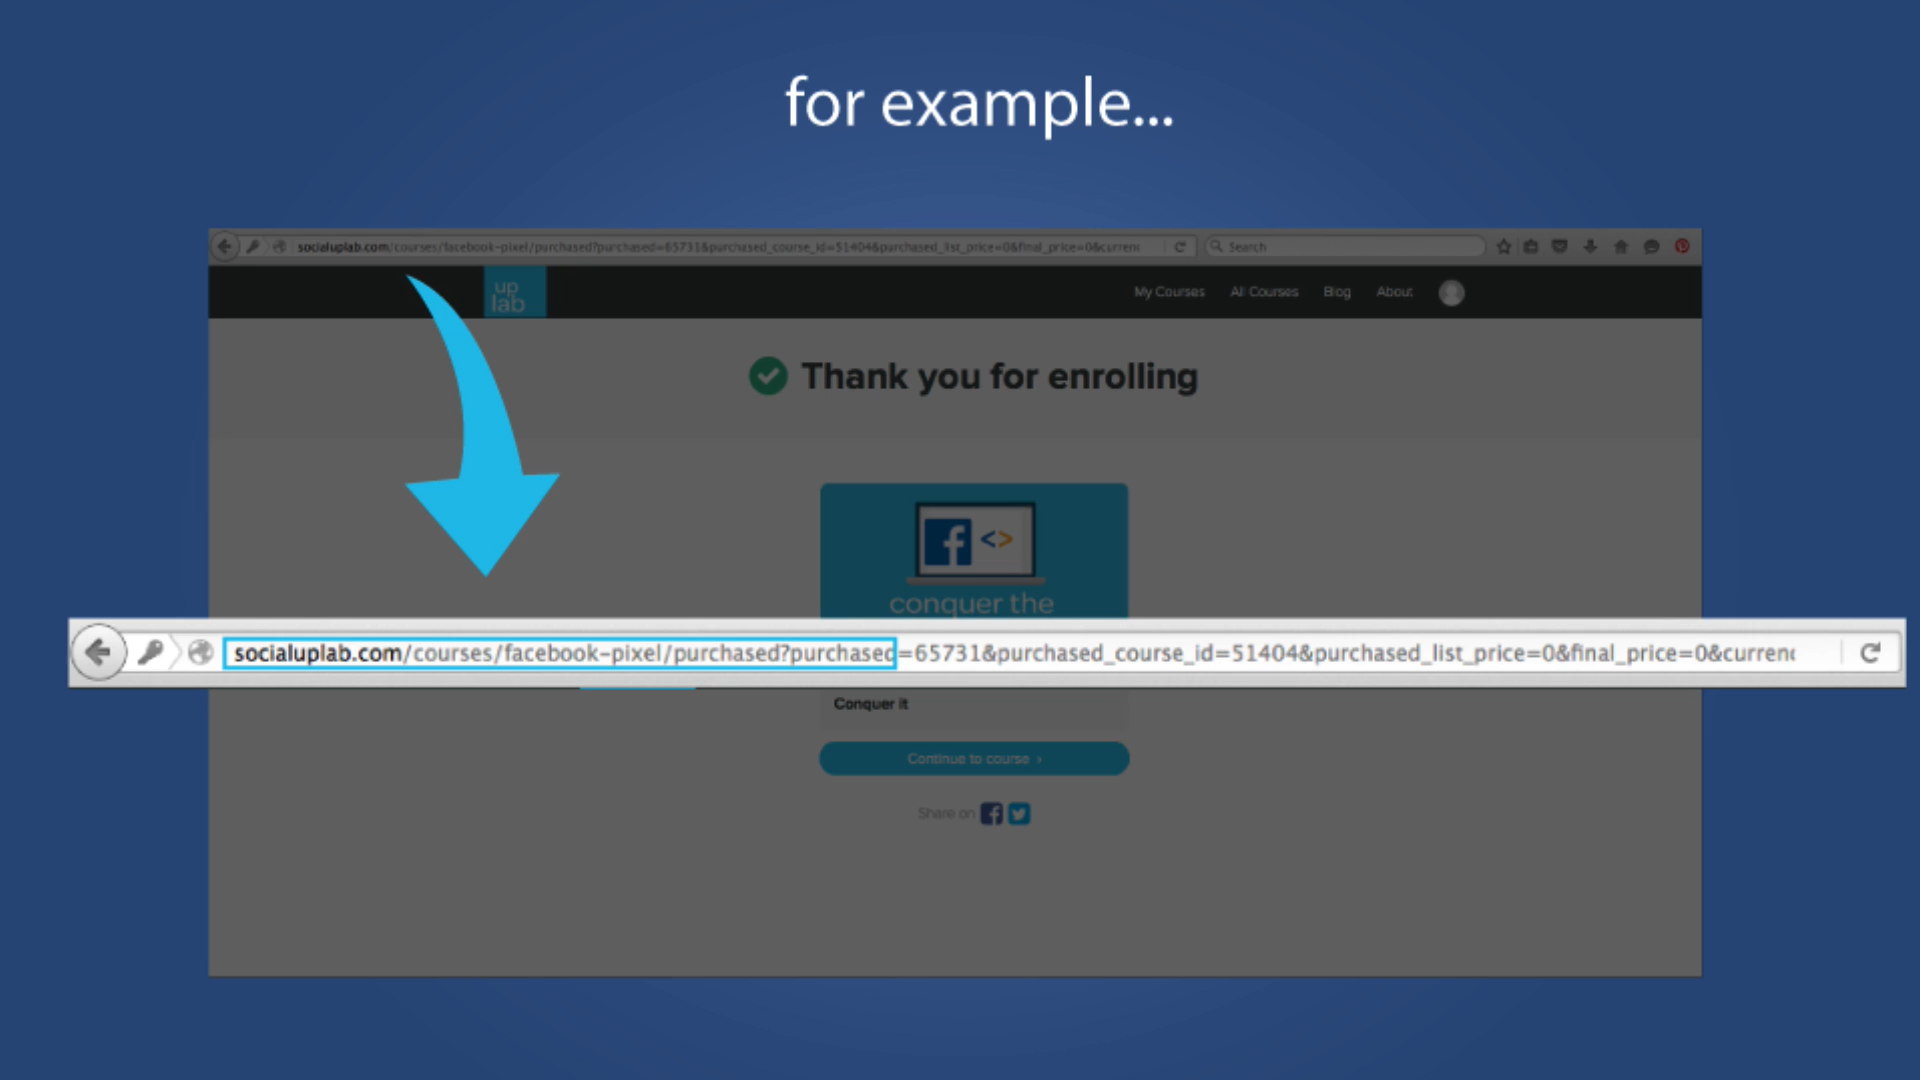 for example...
socialuplab.com/courses/facebook-pixel/purchased?purchased=65731&purchased_course_id=51404&purchased_list_price=0&final_price=0&currenc
Search
up
lab
My Courses
All Courses
Blog
About
Thank you for enrolling
conquer the
socialuplab.com/courses/facebook-pixel/purchased?purchased=65731&purchased_course_id=51404&purchased_list_price=0&final_price=0&currenc
Conquer it
Continue to course ›
Share on